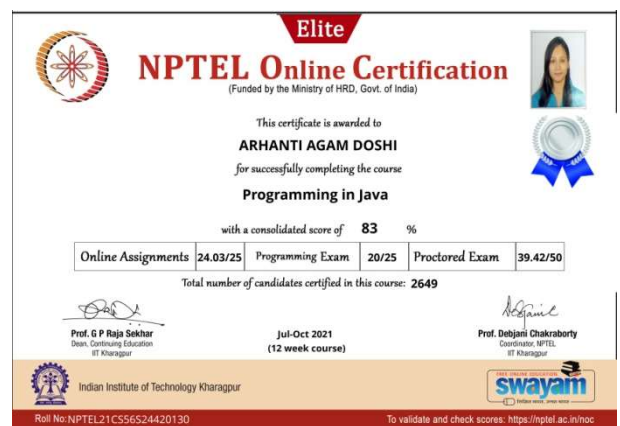 Elite
NPTEL Online Certification
(Funded by the Ministry of HRD, Govt. of India)
This certificate is awarded to
ARHANTI AGAM DOSHI
for successfully completing the course
Programming in Java
with a consolidated score of 83 %
Online Assignments 24.03/25 Programming Exam 20/25 Proctored Exam 39.42/50
Total number of candidates certified in this course: 2649
Prof. G P Raja Sekhar
Dean, Continuing Education
IIT Kharagpur
Jul-Oct 2021
(12 week course)
Prof. Debjani Chakraborty
Coordinator, NPTEL
IIT Kharagpur
Indian Institute of Technology Kharagpur
FREE ONLINE EDUCATION
swayam
Roll No: NPTEL21CS56S24420130
To validate and check scores: https://nptel.ac.in/noc